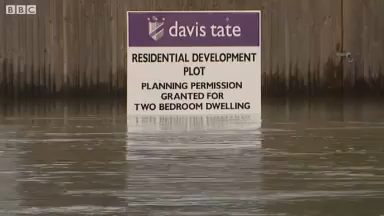 BBC
davis tate
RESIDENTIAL DEVELOPMENT
PLOT
PLANNING PERMISSION
GRANTED FOR
TWO BEDROOM DWELLING